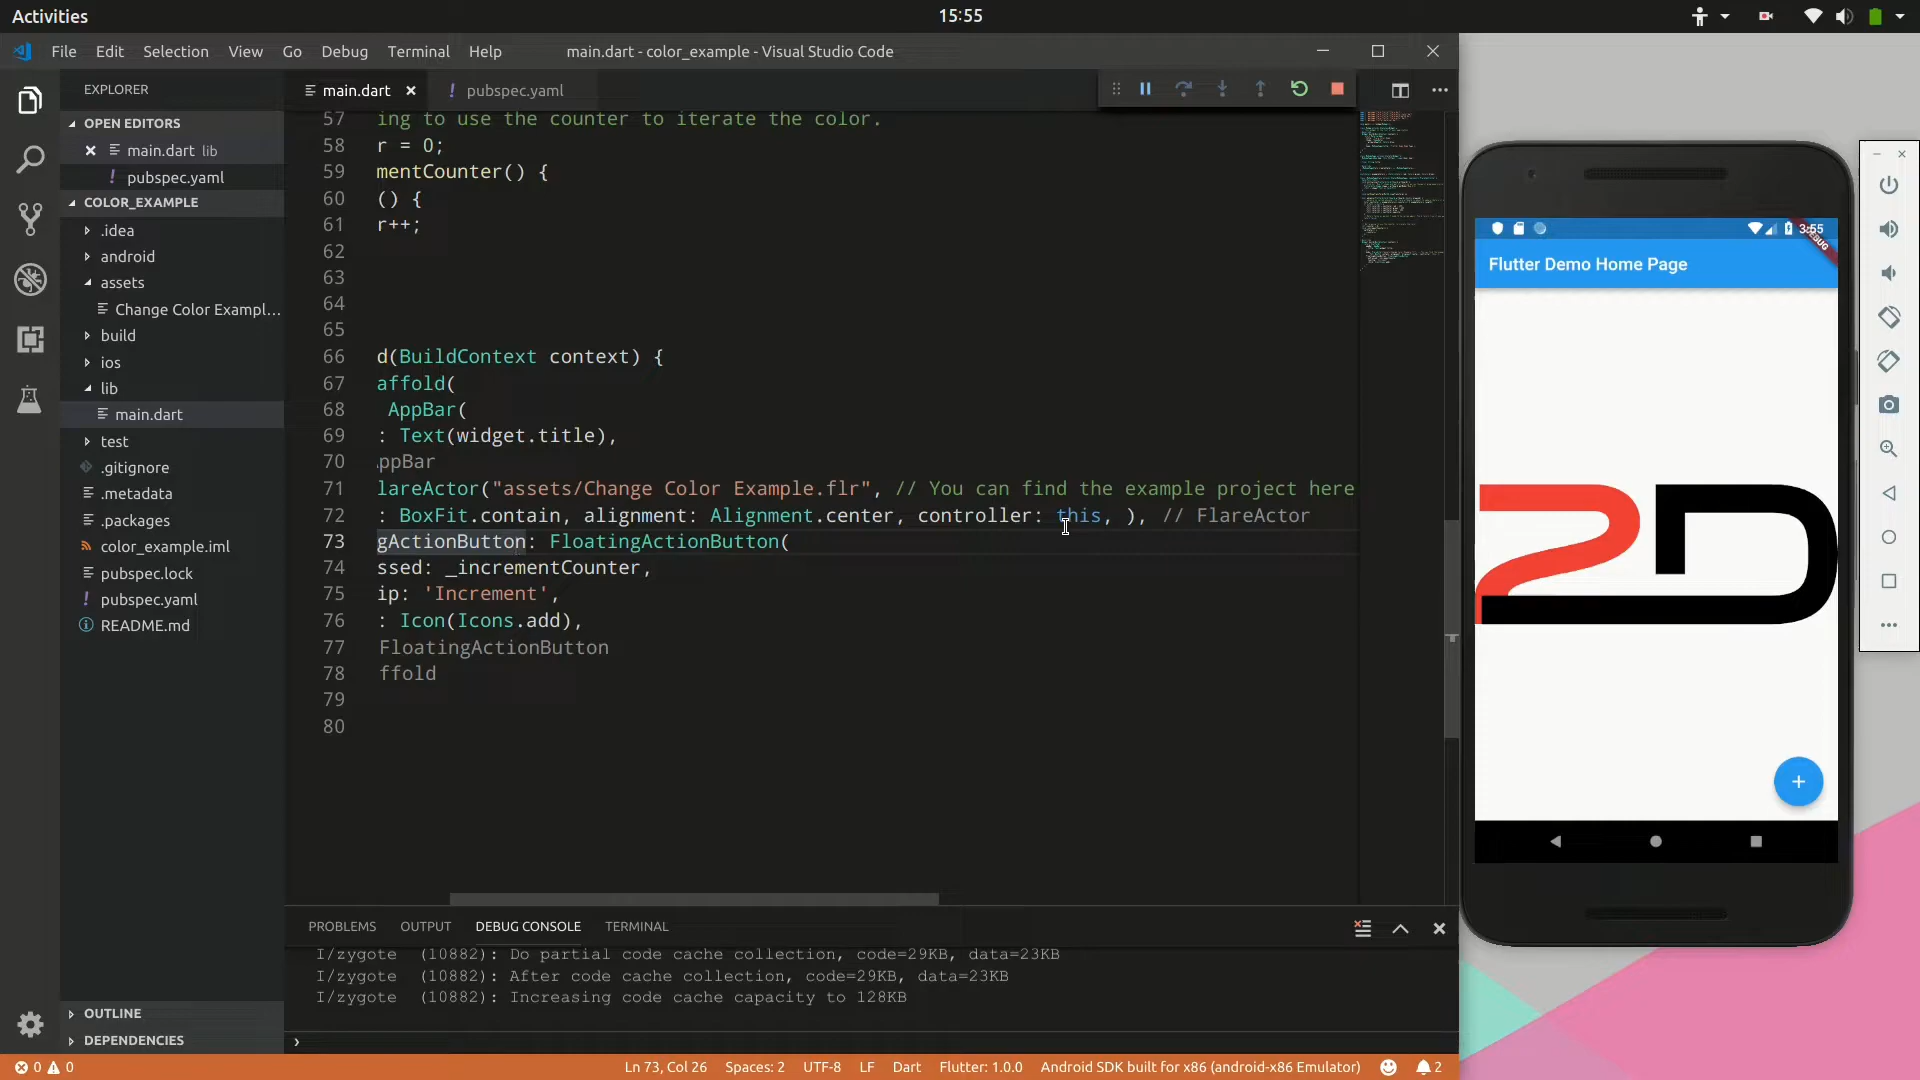 Activities
15:55
File Edit Selection View Go Debug Terminal Help
main.dart - color_example - Visual Studio Code
EXPLORER
OPEN EDITORS
main.dart lib
! pubspec.yaml
COLOR_EXAMPLE
.idea
android
assets
Change Color Exampl...
build
ios
lib
main.dart
test
.gitignore
.metadata
.packages
color_example.iml
pubspec.lock
! pubspec.yaml
README.md
OUTLINE
DEPENDENCIES
main.dart
! pubspec.yaml
57 ing to use the counter to iterate the color.
58 r = 0;
59 mentCounter() {
60 () {
61 r++;
62
63
64
65
66 d(BuildContext context) {
67 affold(
68 AppBar(
69 : Text(widget.title),
70 ppBar
71 lareActor("assets/Change Color Example.flr", // You can find the example project here
72 : BoxFit.contain, alignment: Alignment.center, controller: this, ), // FlareActor
73 gActionButton: FloatingActionButton(
74 ssed: _incrementCounter,
75 ip: 'Increment',
76 : Icon(Icons.add),
77 FloatingActionButton
78 ffold
79
80
PROBLEMS OUTPUT DEBUG CONSOLE TERMINAL
I/zygote (10882): Do partial code cache collection, code=29KB, data=23KB
I/zygote (10882): After code cache collection, code=29KB, data=23KB
I/zygote (10882): Increasing code cache capacity to 128KB
0 0
Ln 73, Col 26 Spaces: 2 UTF-8 LF Dart Flutter: 1.0.0 Android SDK built for x86 (android-x86 Emulator) 2
3:55
DEBUG
Flutter Demo Home Page
2D
+